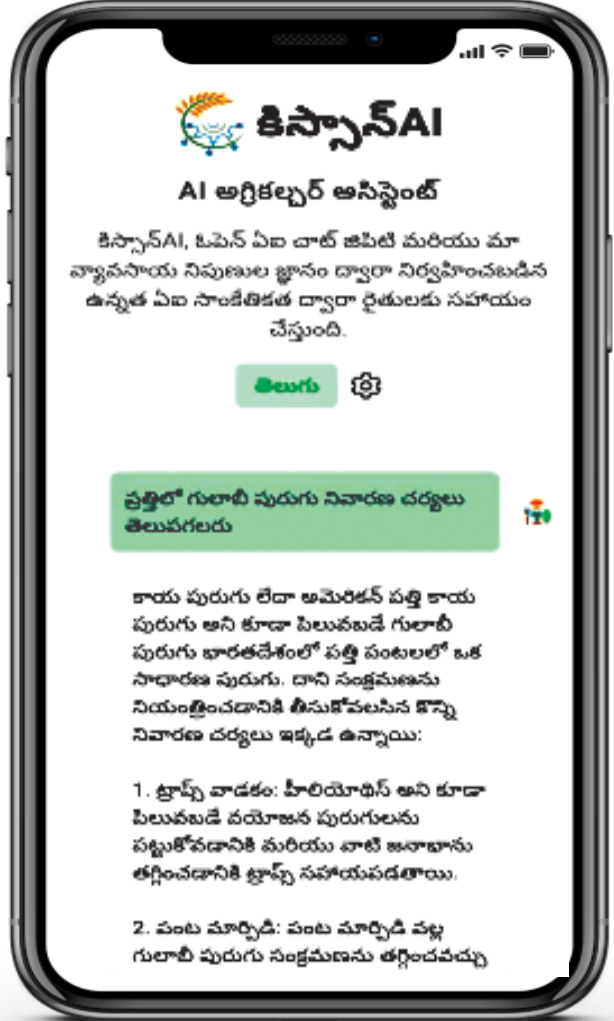 కిస్సాన్AI
AI అగ్రికల్చర్ అసిస్టెంట్
కిస్సాన్AI, ఓపెన్ ఏఐ చాట్ జిపిటి మరియు మా
వ్యావసాయ నిపుణుల జ్ఞానం ద్వారా నిర్వహించబడిన
ఉన్నత ఏఐ సాంకేతికత ద్వారా రైతులకు సహాయం
చేస్తుంది.
తెలుగు
ప్రత్తిలో గులాబీ పురుగు నివారణ చర్యలు
తెలుపగలరు
కాయ పురుగు లేదా అమెరికన్ పత్తి కాయ
పురుగు అని కూడా పిలువబడే గులాబీ
పురుగు భారతదేశంలో పత్తి పంటలలో ఒక
సాధారణ పురుగు. దాని సంక్రమణను
నియంత్రించడానికి తీసుకోవలసిన కొన్ని
నివారణ చర్యలు ఇక్కడ ఉన్నాయి:
1. ట్రాప్స్ వాడకం: హీలియోథిస్ అని కూడా
పిలువబడే వయోజన పురుగులను
పట్టుకోవడానికి మరియు వాటి జనాభాను
తగ్గించడానికి ట్రాప్స్ సహాయపడతాయి.
2. పంట మార్పిడి: పంట మార్పిడి వల్ల
గులాబీ పురుగు సంక్రమణను తగ్గించవచ్చు